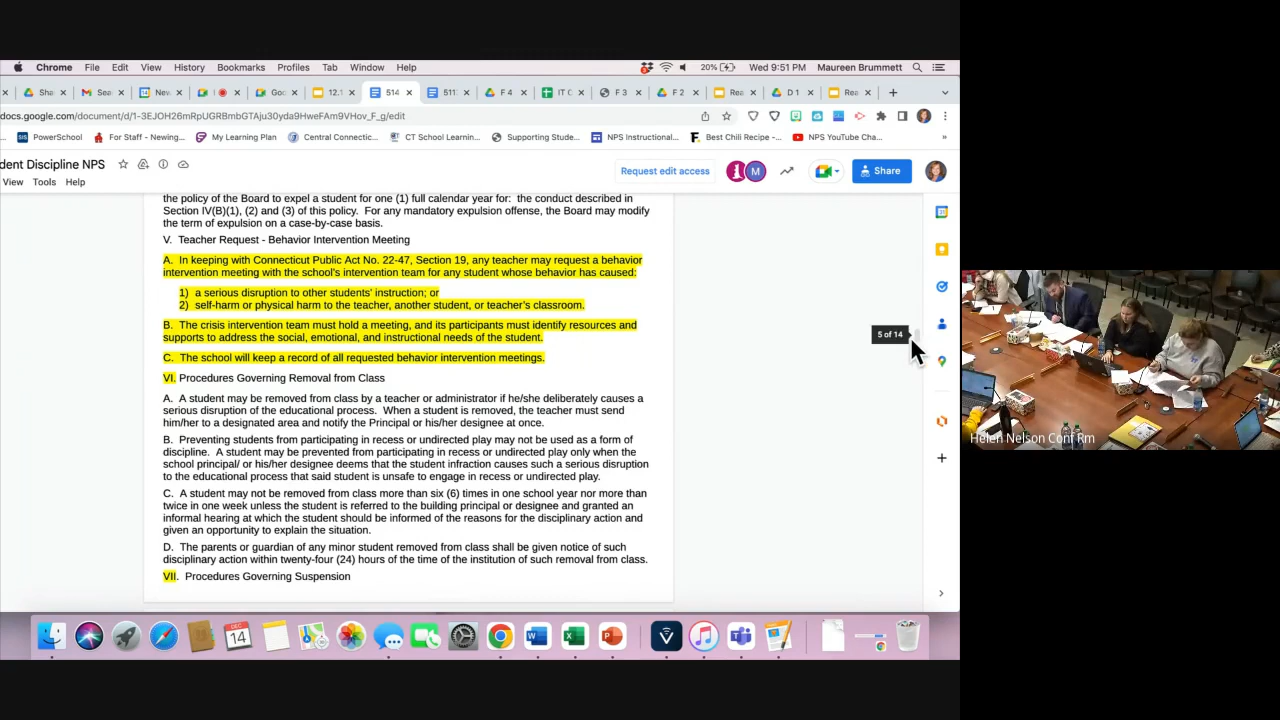 Chrome File Edit View History Bookmarks Profiles Tab Window Help 20% Wed 9:51 PM Maureen Brummett
Sha Sea Nev Goo 12.1 514 511 F 4 IT C F 3 F 2 Rea D 1 Rea
docs.google.com/document/d/1-3EJOH26mRpUGRBmbGTAju30yda9HweFAm9VHov_F_g/edit
PowerSchool For Staff - Newing... My Learning Plan Central Connectic... CT School Learnin... Supporting Stude... NPS Instructional... Best Chili Recipe -... NPS YouTube Cha... »
dent Discipline NPS
Request edit access M Share
View Tools Help
the policy of the Board to expel a student for one (1) full calendar year for: the conduct described in
Section IV(B)(1), (2) and (3) of this policy. For any mandatory expulsion offense, the Board may modify
the term of expulsion on a case-by-case basis.
V. Teacher Request - Behavior Intervention Meeting
A. In keeping with Connecticut Public Act No. 22-47, Section 19, any teacher may request a behavior
intervention meeting with the school's intervention team for any student whose behavior has caused:
1) a serious disruption to other students' instruction; or
2) self-harm or physical harm to the teacher, another student, or teacher's classroom.
B. The crisis intervention team must hold a meeting, and its participants must identify resources and
supports to address the social, emotional, and instructional needs of the student.
5 of 14
C. The school will keep a record of all requested behavior intervention meetings.
VI. Procedures Governing Removal from Class
A. A student may be removed from class by a teacher or administrator if he/she deliberately causes a
serious disruption of the educational process. When a student is removed, the teacher must send
him/her to a designated area and notify the Principal or his/her designee at once.
B. Preventing students from participating in recess or undirected play may not be used as a form of
discipline. A student may be prevented from participating in recess or undirected play only when the
school principal/ or his/her designee deems that the student infraction causes such a serious disruption
to the educational process that said student is unsafe to engage in recess or undirected play.
C. A student may not be removed from class more than six (6) times in one school year nor more than
twice in one week unless the student is referred to the building principal or designee and granted an
informal hearing at which the student should be informed of the reasons for the disciplinary action and
given an opportunity to explain the situation.
D. The parents or guardian of any minor student removed from class shall be given notice of such
disciplinary action within twenty-four (24) hours of the time of the institution of such removal from class.
VII. Procedures Governing Suspension
DEC
14
Helen Nelson Conf Rm